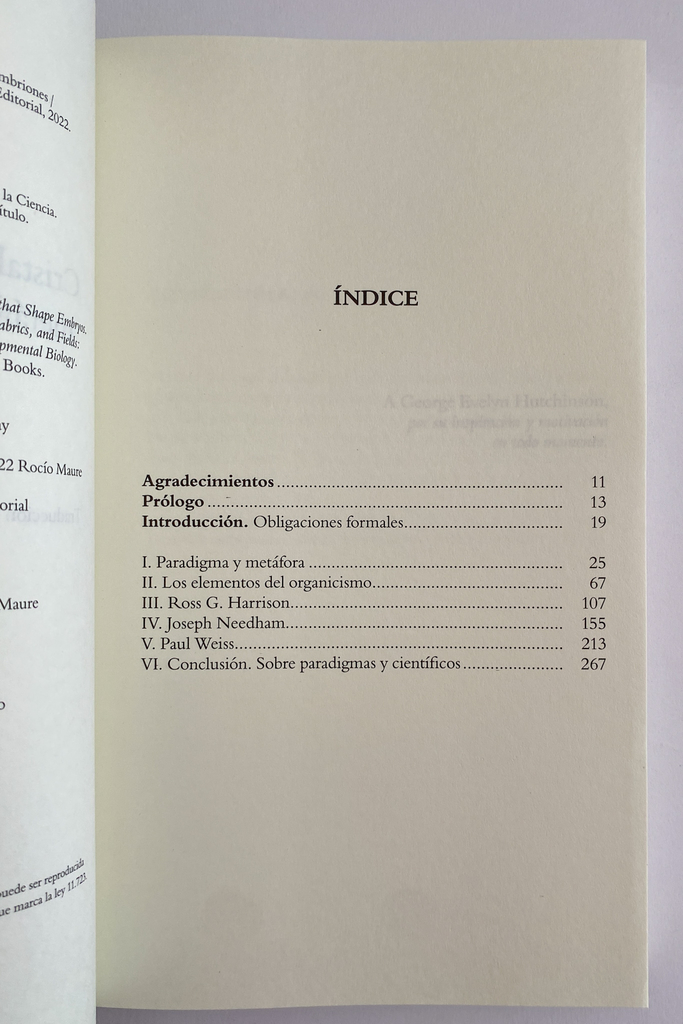 mbriones /
ditorial, 2022.
la Ciencia.
ítulo.
that Shape Embryos.
abrics, and Fields:
pmental Biology.
Books.
y
22 Rocío Maure
orial
Maure
o
uede ser reproducida
ue marca la ley 11.723.
ÍNDICE
A George Evelyn Hutchinson,
Agradecimientos .......... 11
Prólogo .......... 13
Introducción. Obligaciones formales .......... 19
I. Paradigma y metáfora .......... 25
II. Los elementos del organicismo .......... 67
III. Ross G. Harrison .......... 107
IV. Joseph Needham .......... 155
V. Paul Weiss .......... 213
VI. Conclusión. Sobre paradigmas y científicos .......... 267